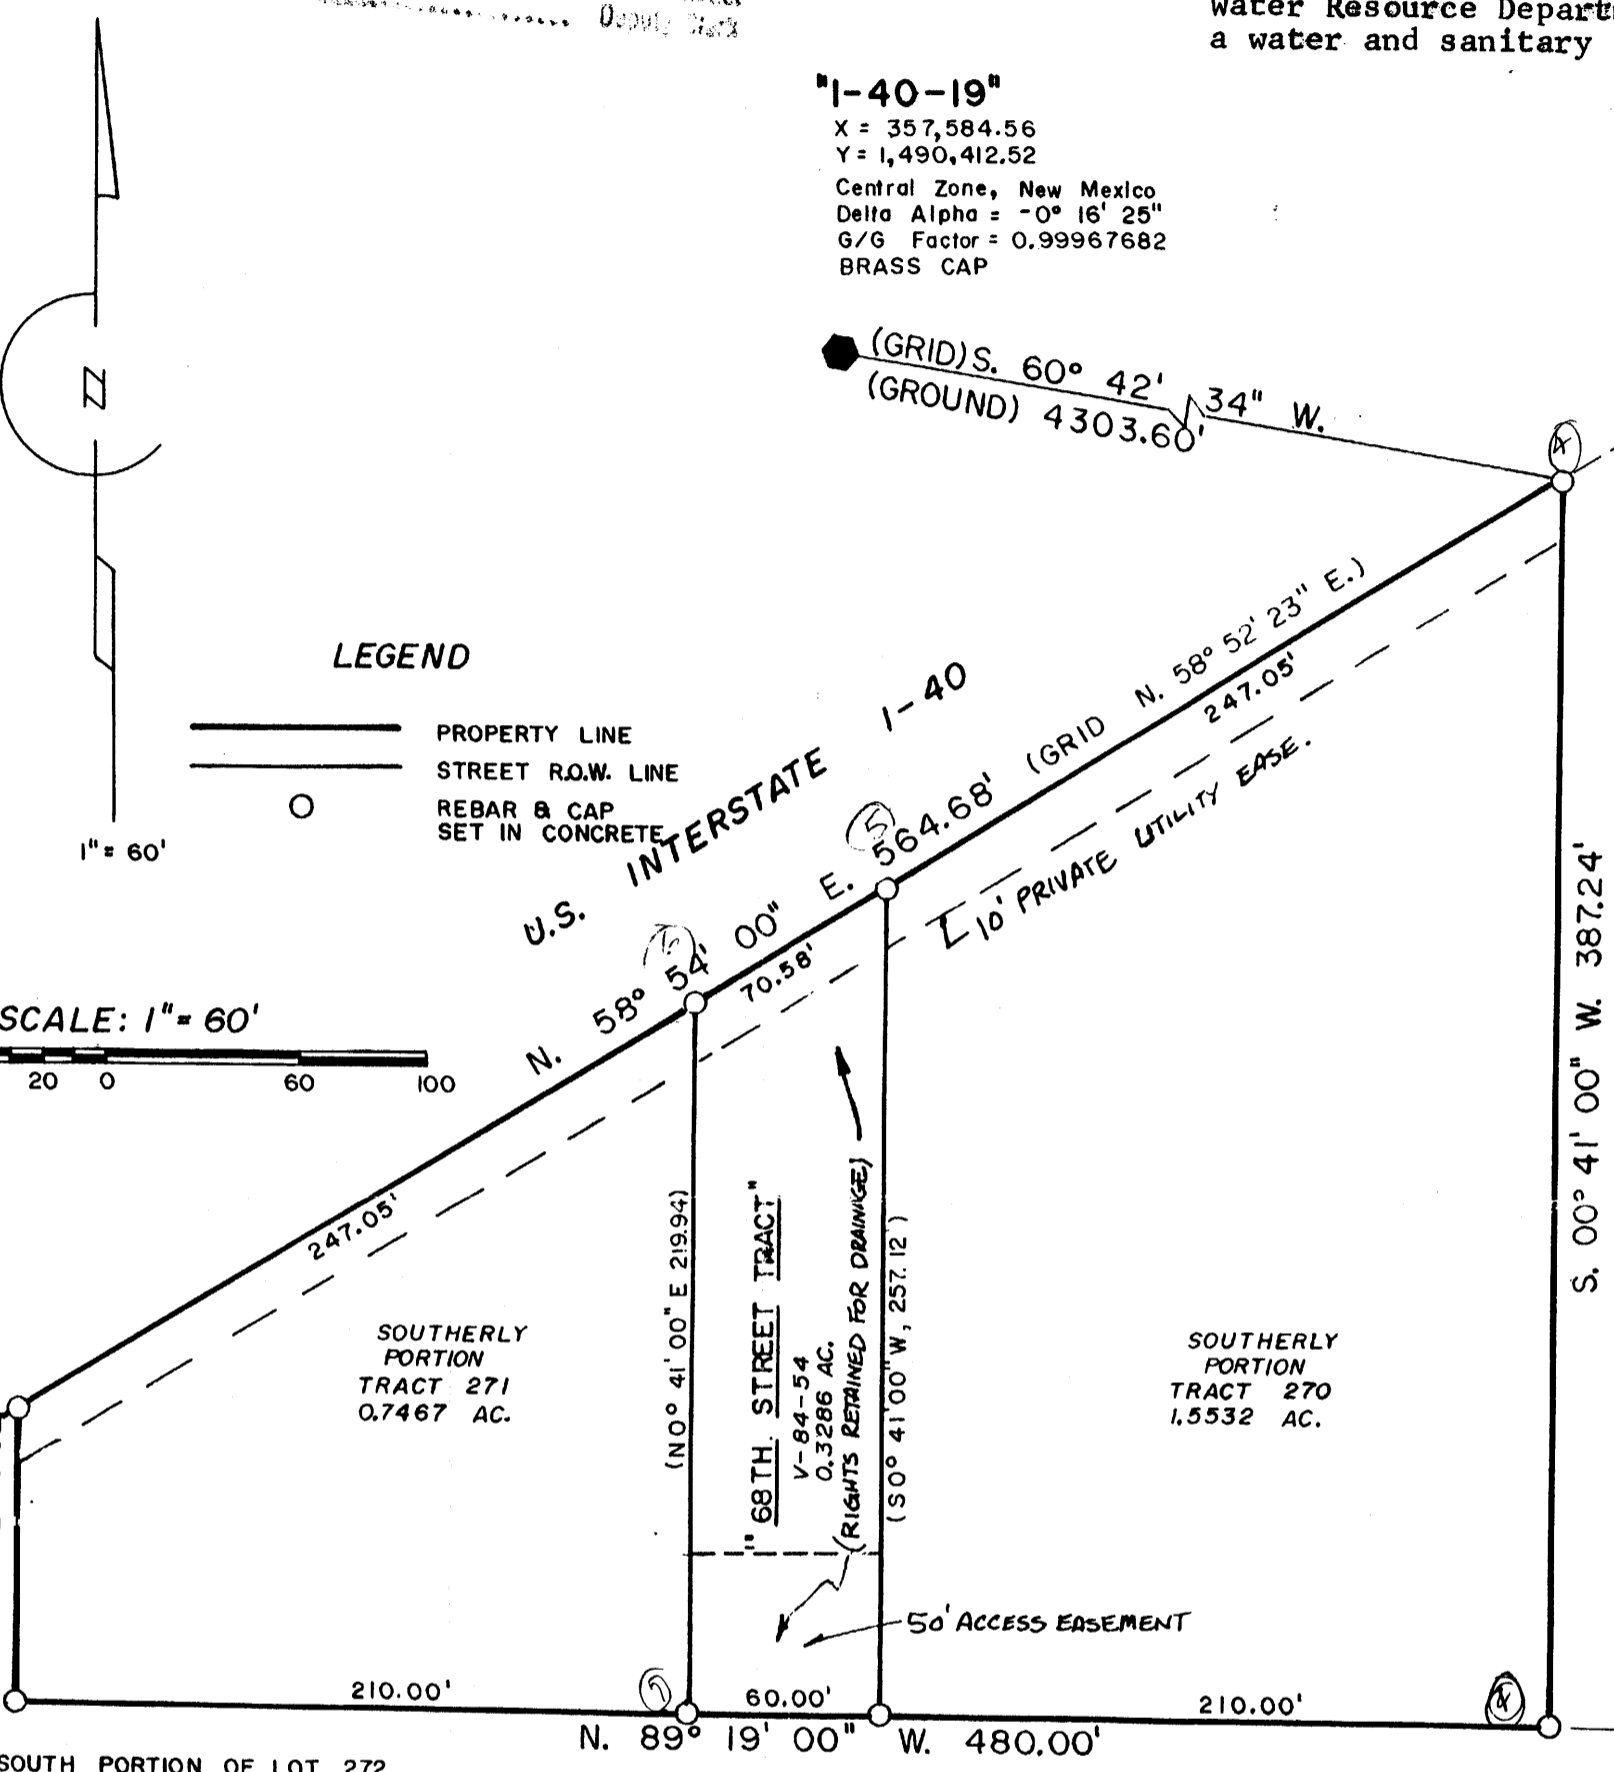 Deputy Clerk
Water Resource
a water and sanitary
"I-40-19"
X = 357,584.56
Y = 1,490,412.52
Central Zone, New Mexico
Delta Alpha = -0° 16' 25"
G/G Factor = 0.99967682
BRASS CAP
(GRID) S. 60° 42' 34" W.
(GROUND) 4303.60'
N
4
LEGEND
PROPERTY LINE
STREET R.O.W. LINE
REBAR & CAP
SET IN CONCRETE
1" = 60'
U.S. INTERSTATE I-40
N. 58° 54' 00" E. 564.68' (GRID N. 58° 52' 23" E.)
247.05'
5
6
70.58'
10' PRIVATE UTILITY EASE.
S. 00° 41' 00" W. 387.24'
SCALE: 1" = 60'
20 0 60 100
247.05'
(N 0° 41' 00" E 219.94)
"68TH. STREET TRACT"
V-84-54
0.3286 AC.
(RIGHTS RETAINED FOR DRAINAGE)
(S 0° 41' 00" W, 257.12')
SOUTHERLY
PORTION
TRACT 271
0.7467 AC.
SOUTHERLY
PORTION
TRACT 270
1.5532 AC.
50' ACCESS EASEMENT
210.00'
60.00'
210.00'
N. 89° 19' 00" W. 480.00'
SOUTH PORTION OF LOT 272